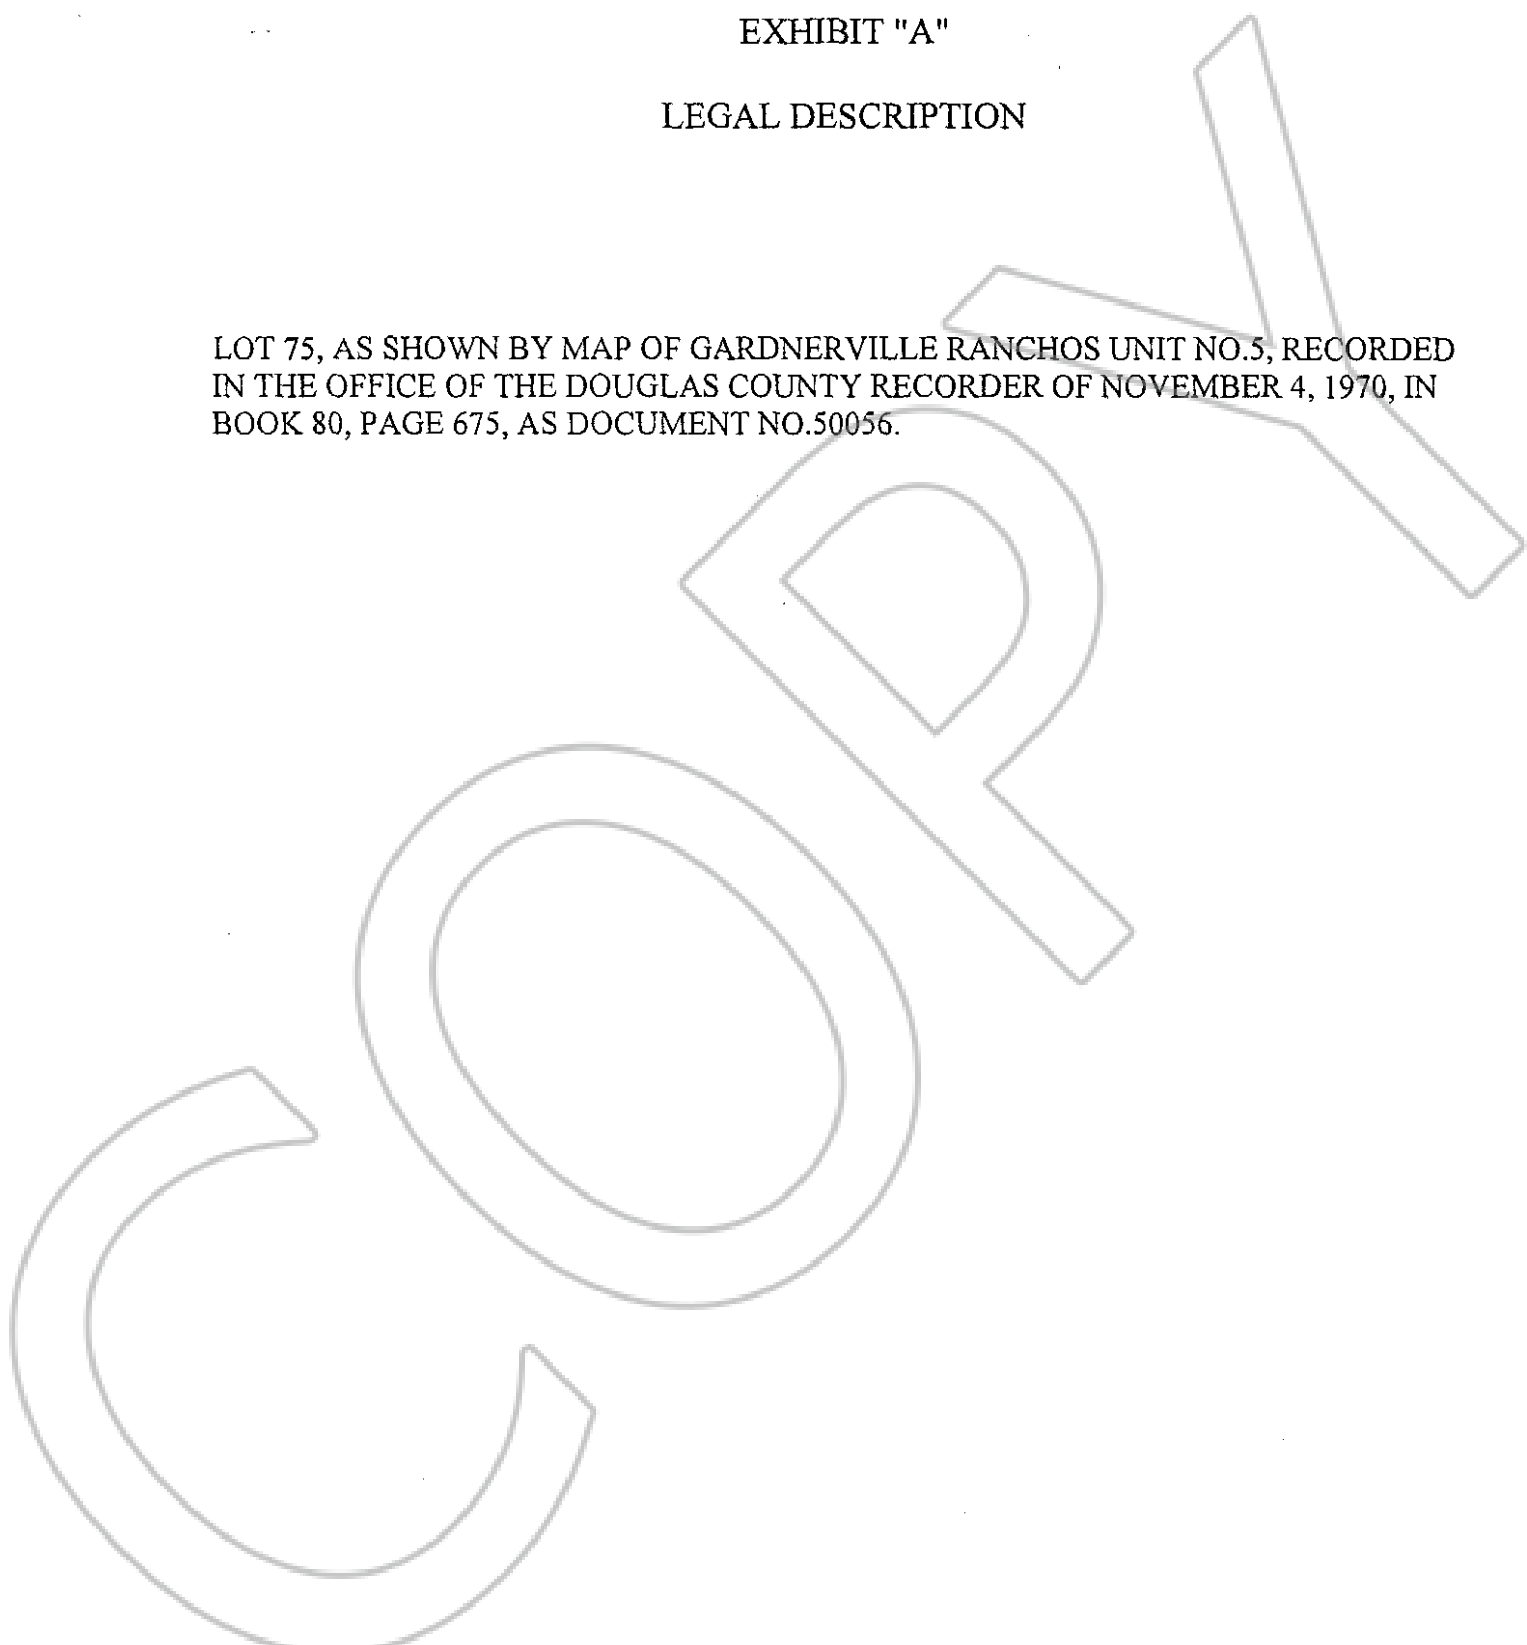 EXHIBIT "A"
LEGAL DESCRIPTION
LOT 75, AS SHOWN BY MAP OF GARDNERVILLE RANCHOS UNIT NO.5, RECORDED
IN THE OFFICE OF THE DOUGLAS COUNTY RECORDER OF NOVEMBER 4, 1970, IN
BOOK 80, PAGE 675, AS DOCUMENT NO.50056.
COPY